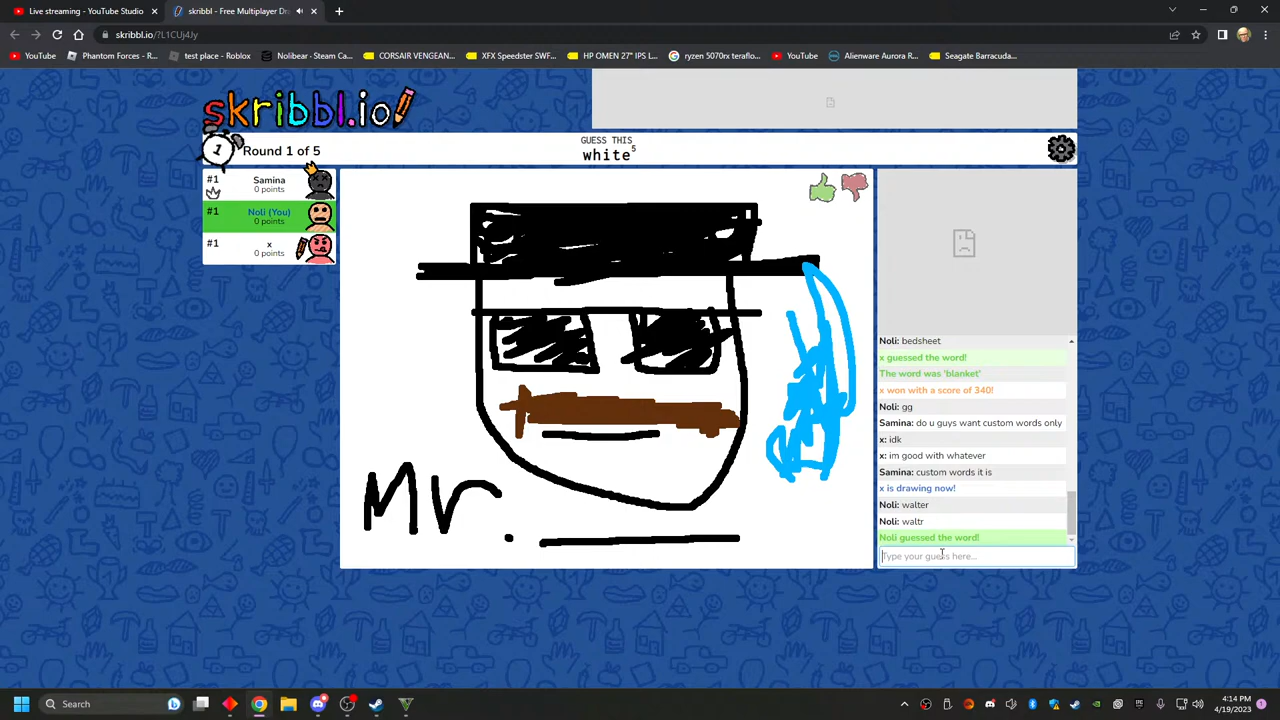 Live streaming - YouTube Studio
skribbl - Free Multiplayer Dr
skribbl.io/?L1CUj4Jy
YouTube
Phantom Forces - R...
test place - Roblox
Nolibear - Steam Ca...
CORSAIR VENGEAN...
XFX Speedster SWF...
HP OMEN 27" IPS L...
ryzen 5070rx teraflo...
YouTube
Alienware Aurora R...
Seagate Barracuda...
skribbl.io
1
Round 1 of 5
GUESS THIS
white5
#1
Samina
0 points
#1
Noli (You)
0 points
#1
x
0 points
Mr.
Noli: bedsheet
x guessed the word!
The word was 'blanket'
x won with a score of 340!
Noli: gg
Samina: do u guys want custom words only
x: idk
x: im good with whatever
Samina: custom words it is
x is drawing now!
Noli: walter
Noli: waltr
Noli guessed the word!
Type your guess here...
Search
4:14 PM
4/19/2023
1